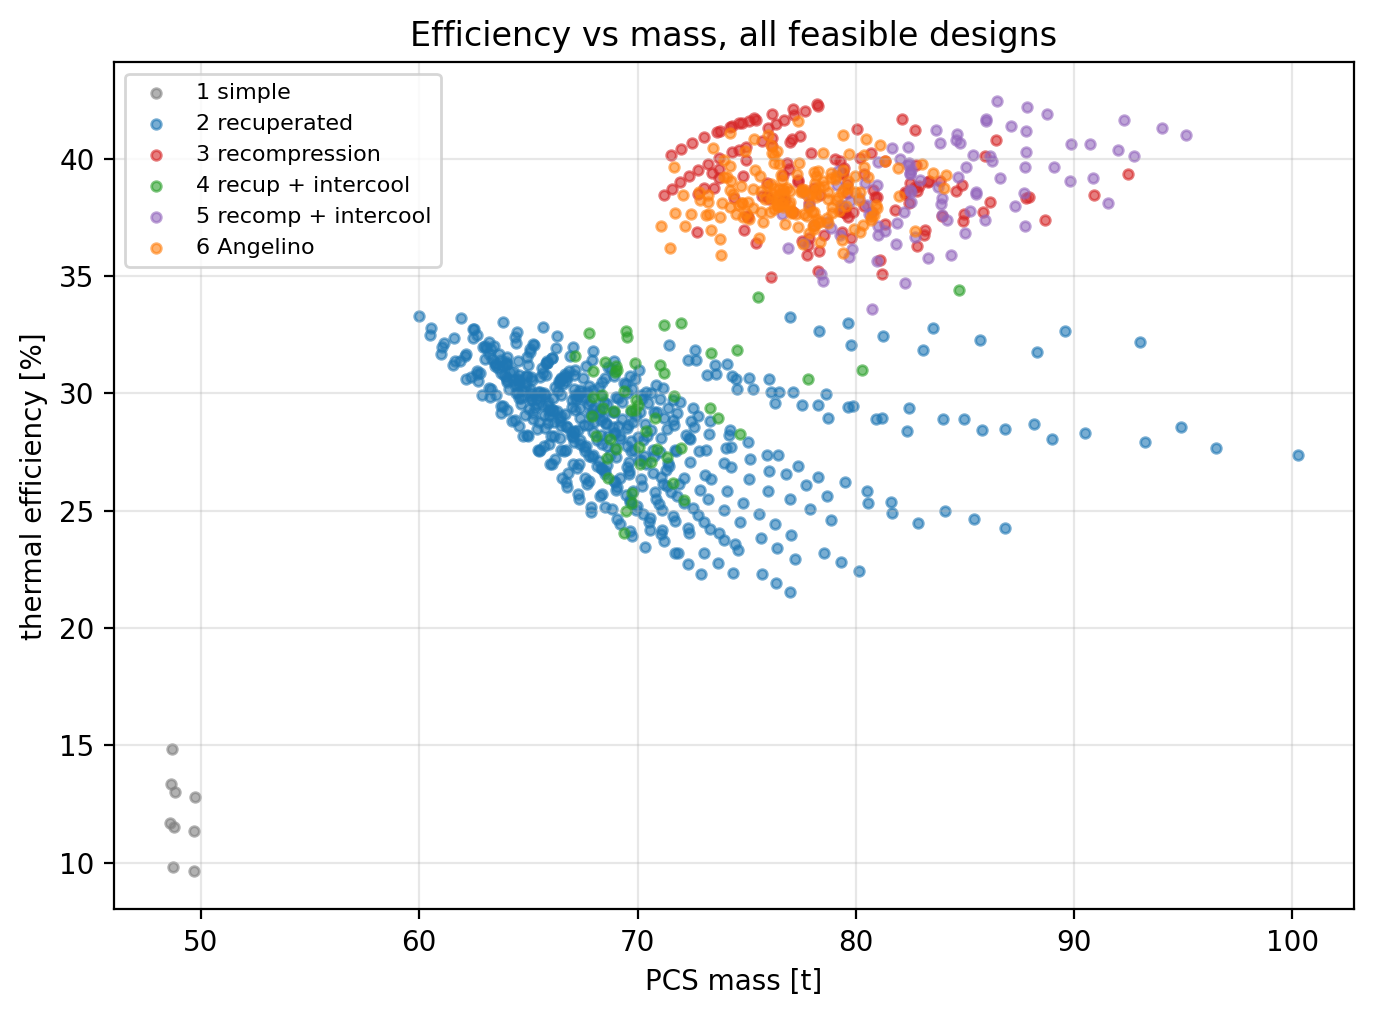 Efficiency vs mass, all feasible designs
1 simple
2 recuperated
3 recompression
4 recup + intercool
5 recomp + intercool
6 Angelino
thermal efficiency [%]
40
35
30
25
20
15
10
50
60
70
80
90
100
PCS mass [t]